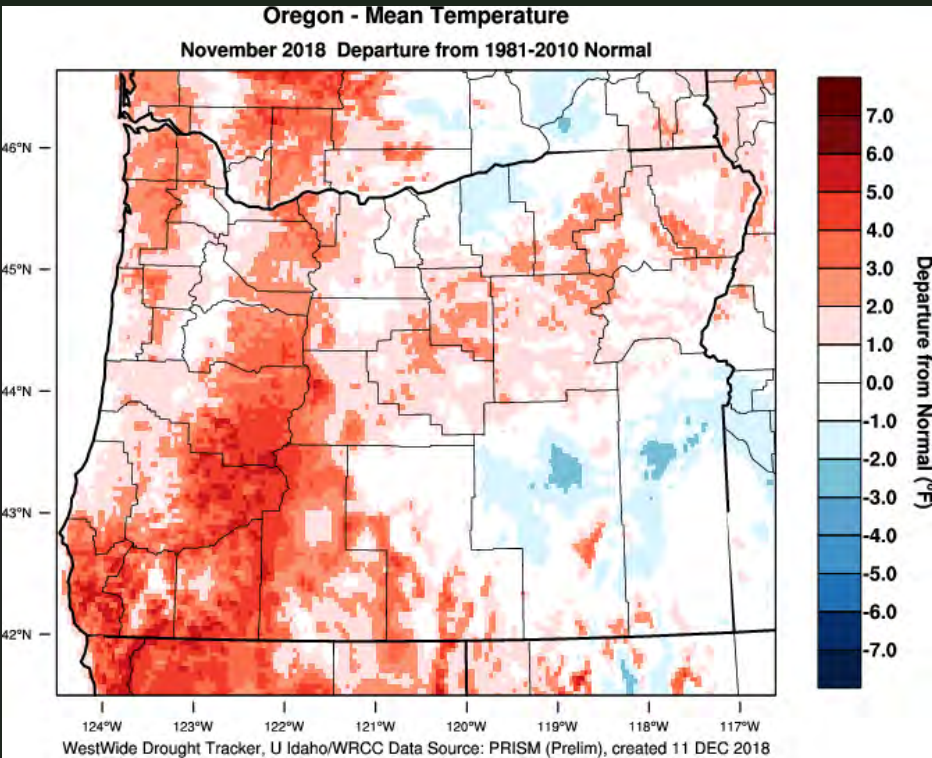 Oregon - Mean Temperature
November 2018 Departure from 1981-2010 Normal
46°N
45°N
44°N
43°N
42°N
124°W 123°W 122°W 121°W 120°W 119°W 118°W 117°W
7.0
6.0
5.0
4.0
3.0
2.0
1.0
0.0
-1.0
-2.0
-3.0
-4.0
-5.0
-6.0
-7.0
Departure from Normal (°F)
WestWide Drought Tracker, U Idaho/WRCC Data Source: PRISM (Prelim), created 11 DEC 2018